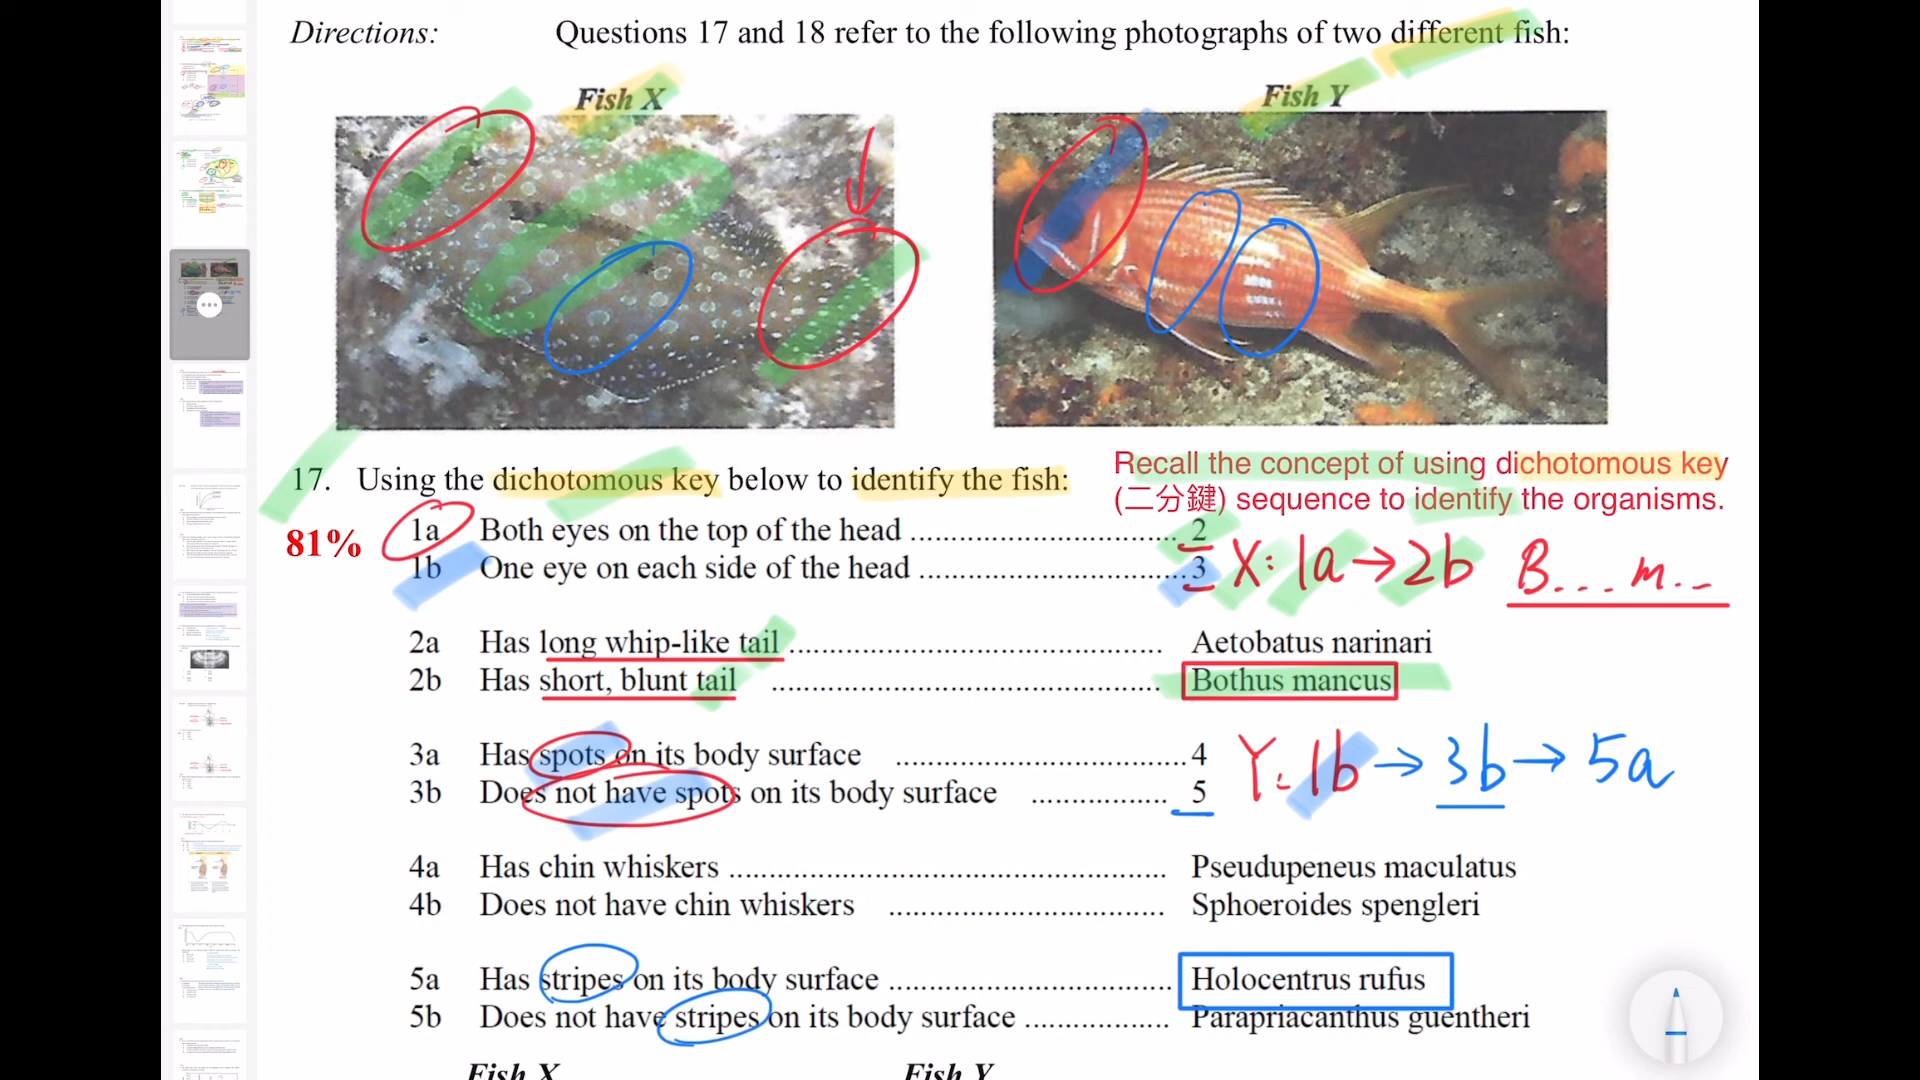 Directions: Questions 17 and 18 refer to the following photographs of two different fish:
Fish X Fish Y
17. Using the dichotomous key below to identify the fish:
Recall the concept of using dichotomous key
(二分鍵) sequence to identify the organisms.
81%
1a Both eyes on the top of the head ................................. 2
1b One eye on each side of the head ................................. 3
X: 1a → 2b B... m..
2a Has long whip-like tail .............................................. Aetobatus narinari
2b Has short, blunt tail ................................................ Bothus mancus
3a Has spots on its body surface .................................... 4
3b Does not have spots on its body surface ................. 5
Y: 1b → 3b → 5a
4a Has chin whiskers ...................................................... Pseudupeneus maculatus
4b Does not have chin whiskers .................................. Sphoeroides spengleri
5a Has stripes on its body surface ................................... Holocentrus rufus
5b Does not have stripes on its body surface .................. Parapriacanthus guentheri
Fish X Fish Y